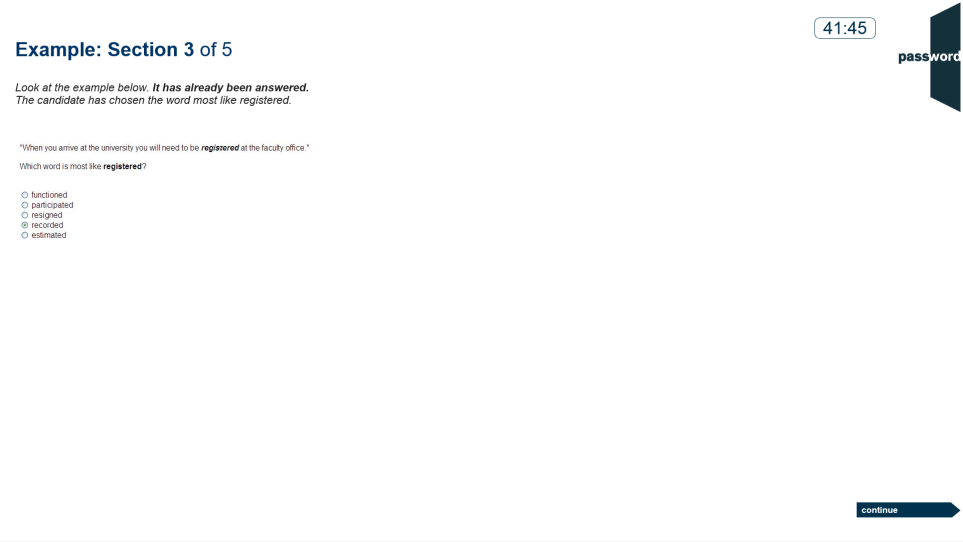 41:45
Example: Section 3 of 5
password
Look at the example below. It has already been answered.
The candidate has chosen the word most like registered.
"When you arrive at the university you will need to be registered at the faculty office."
Which word is most like registered?
functioned
participated
resigned
recorded
estimated
continue